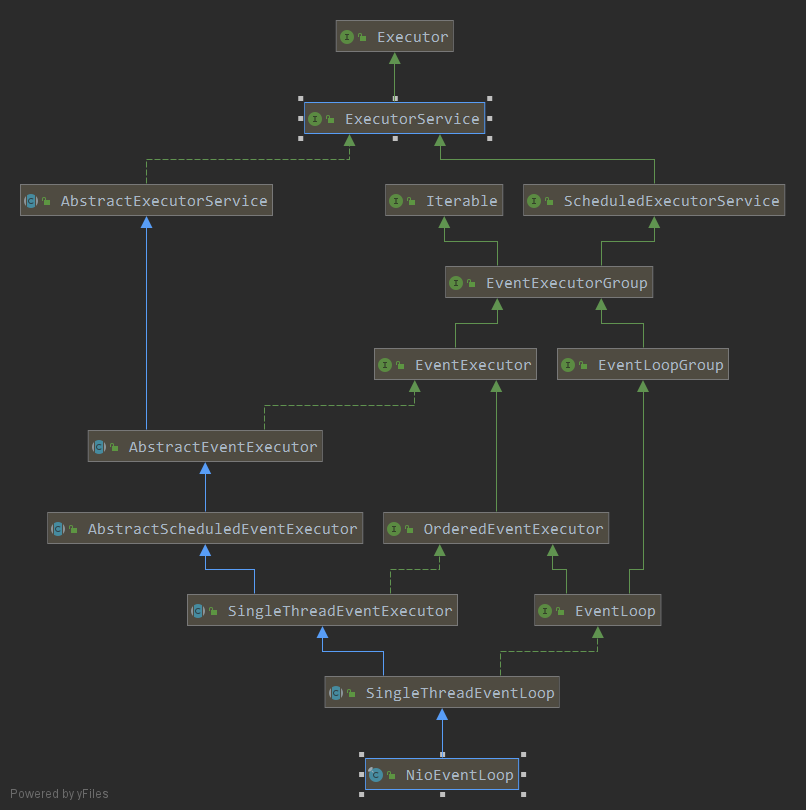 Executor
ExecutorService
AbstractExecutorService
Iterable
ScheduledExecutorService
EventExecutorGroup
EventExecutor
EventLoopGroup
AbstractEventExecutor
AbstractScheduledEventExecutor
OrderedEventExecutor
SingleThreadEventExecutor
EventLoop
SingleThreadEventLoop
NioEventLoop
Powered by yFiles